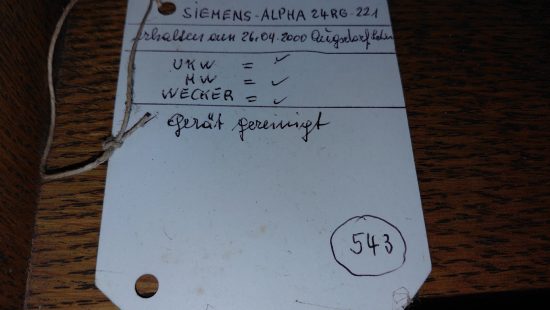 SIEMENS-ALPHA 24RG-221
erhalten am 26.04.2000
UKW = ✓
MW = ✓
WECKER = ✓
Gerät gereinigt
543